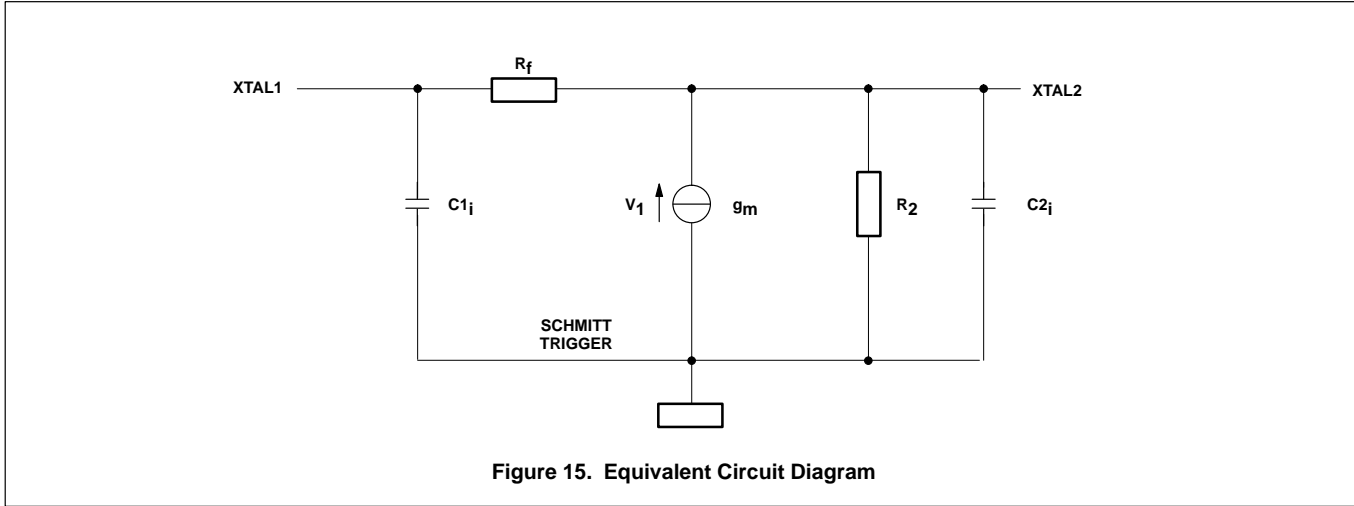 Rf
XTAL1
XTAL2
C1i
V1
gm
R2
C2i
SCHMITT
TRIGGER
Figure 15. Equivalent Circuit Diagram